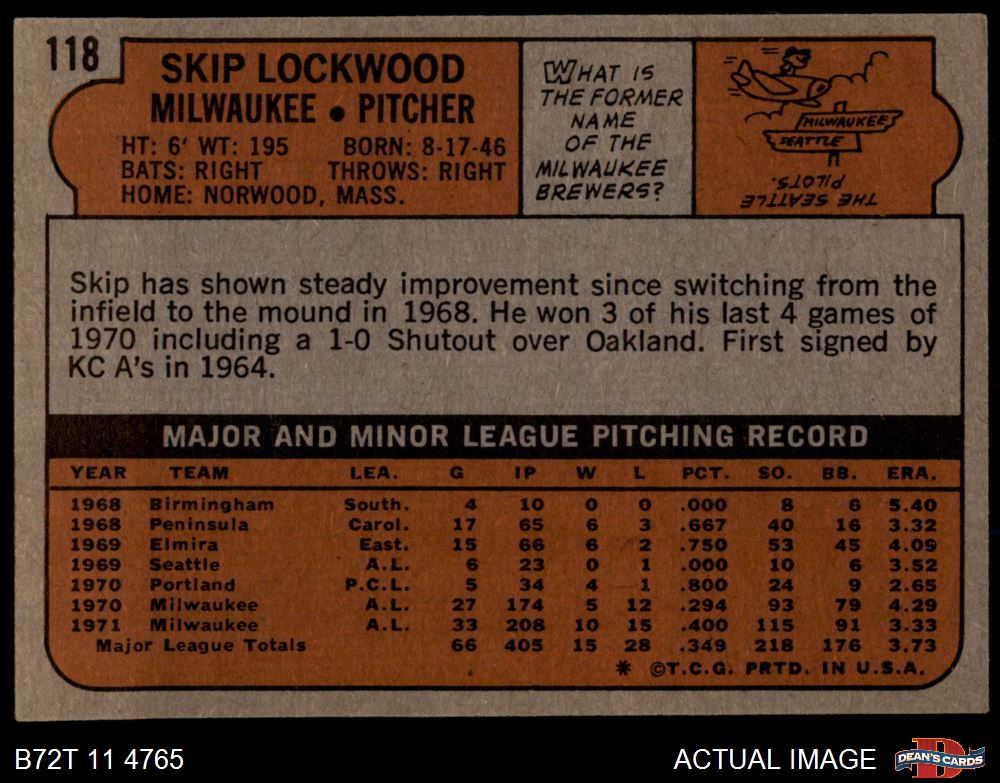 118
SKIP LOCKWOOD
MILWAUKEE • PITCHER
HT: 6' WT: 195 BORN: 8-17-46
BATS: RIGHT THROWS: RIGHT
HOME: NORWOOD, MASS.
WHAT IS
THE FORMER
NAME
OF THE
MILWAUKEE
BREWERS?
MILWAUKEE
SEATTLE
THE SEATTLE
PILOTS.
Skip has shown steady improvement since switching from the
infield to the mound in 1968. He won 3 of his last 4 games of
1970 including a 1-0 Shutout over Oakland. First signed by
KC A's in 1964.
MAJOR AND MINOR LEAGUE PITCHING RECORD
YEAR TEAM LEA. G IP W L PCT. SO. BB. ERA.
1968 Birmingham South. 4 10 0 0 .000 8 6 5.40
1968 Peninsula Carol. 17 65 6 3 .667 40 16 3.32
1969 Elmira East. 15 66 6 2 .750 53 45 4.09
1969 Seattle A.L. 6 23 0 1 .000 10 6 3.52
1970 Portland P.C.L. 5 34 4 1 .800 24 9 2.65
1970 Milwaukee A.L. 27 174 5 12 .294 93 79 4.29
1971 Milwaukee A.L. 33 208 10 15 .400 115 91 3.33
Major League Totals 66 405 15 28 .349 218 176 3.73
* ©T.C.G. PRTD. IN U.S.A.
B72T 11 4765
ACTUAL IMAGE
D
DEAN'S CARDS